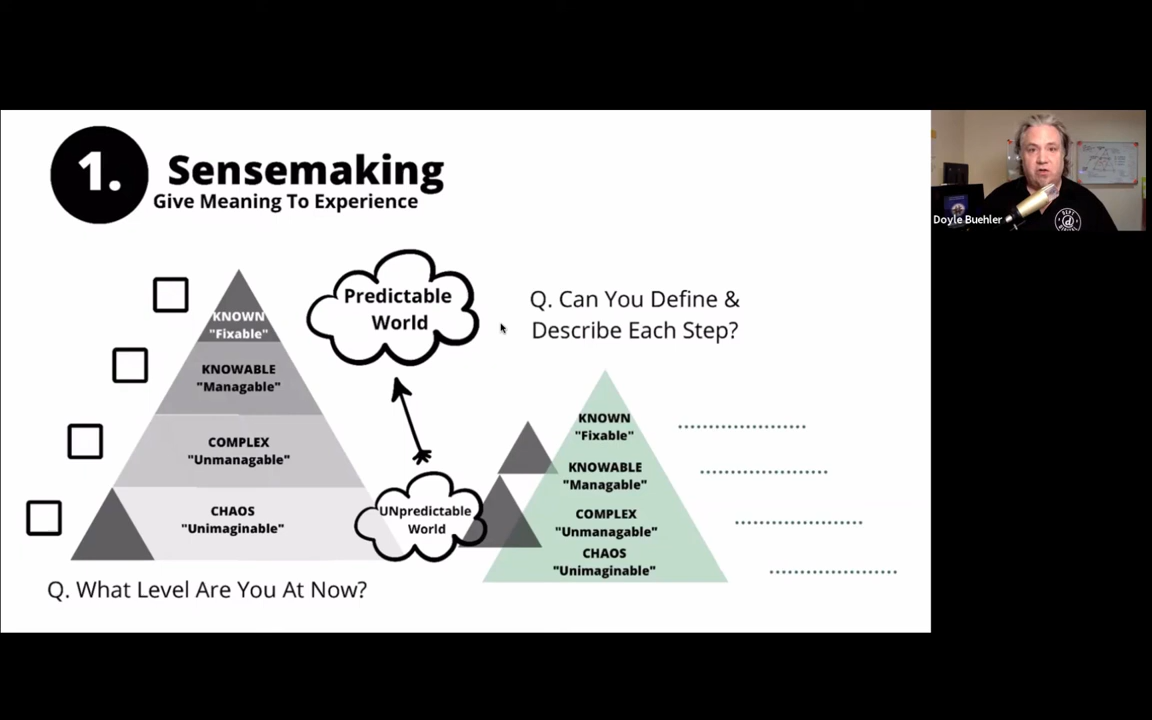 1.
Sensemaking
Give Meaning To Experience
KNOWN
"Fixable"
KNOWABLE
"Managable"
COMPLEX
"Unmanagable"
CHAOS
"Unimaginable"
Predictable
World
UNpredictable
World
Q. What Level Are You At Now?
Q. Can You Define &
Describe Each Step?
KNOWN
"Fixable"
KNOWABLE
"Managable"
COMPLEX
"Unmanagable"
CHAOS
"Unimaginable"
Doyle Buehler